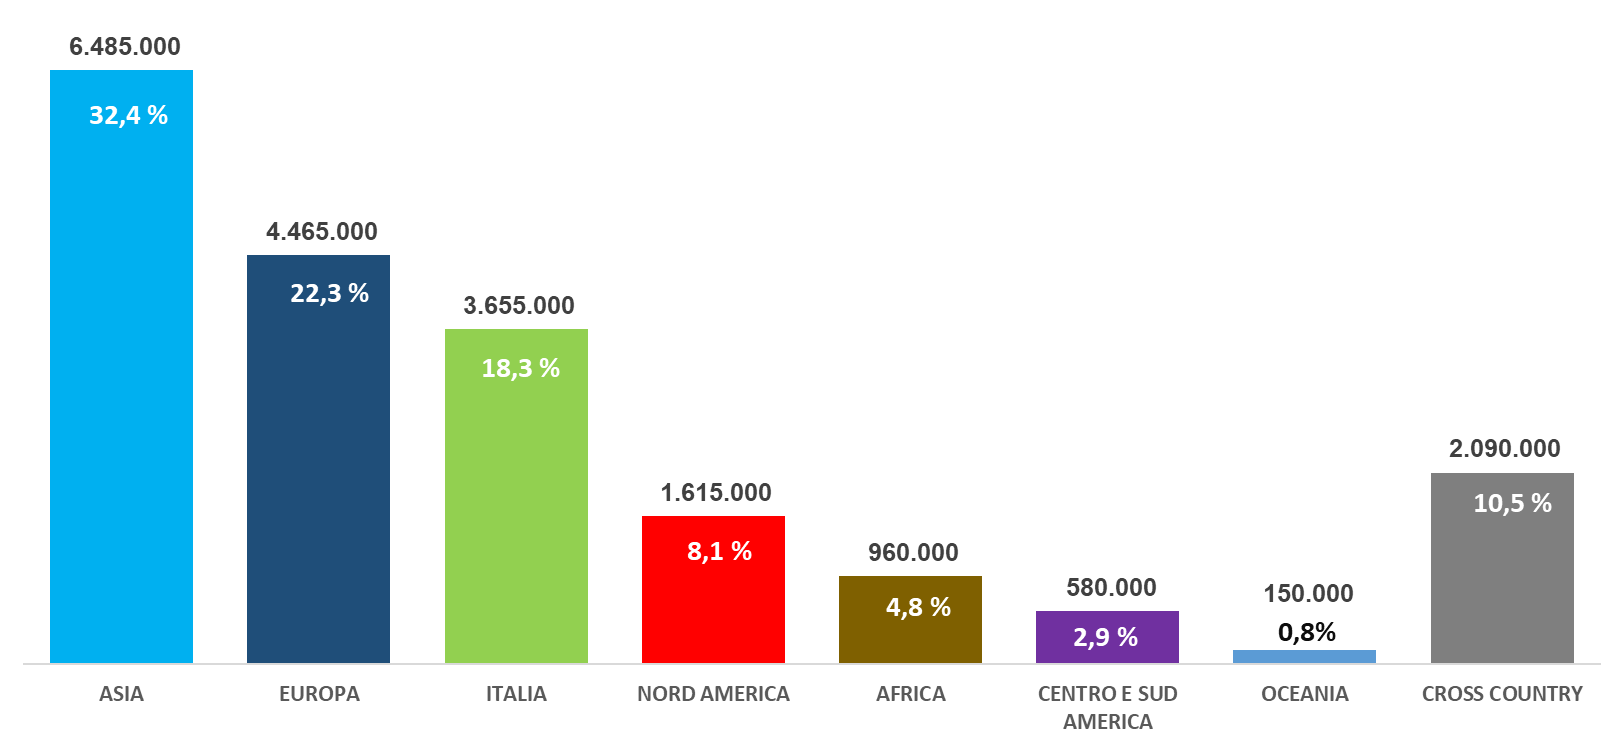 6.485.000
32,4 %
4.465.000
22,3 %
3.655.000
18,3 %
1.615.000
8,1 %
960.000
4,8 %
580.000
2,9 %
150.000
0,8%
2.090.000
10,5 %
ASIA
EUROPA
ITALIA
NORD AMERICA
AFRICA
CENTRO E SUD
AMERICA
OCEANIA
CROSS COUNTRY